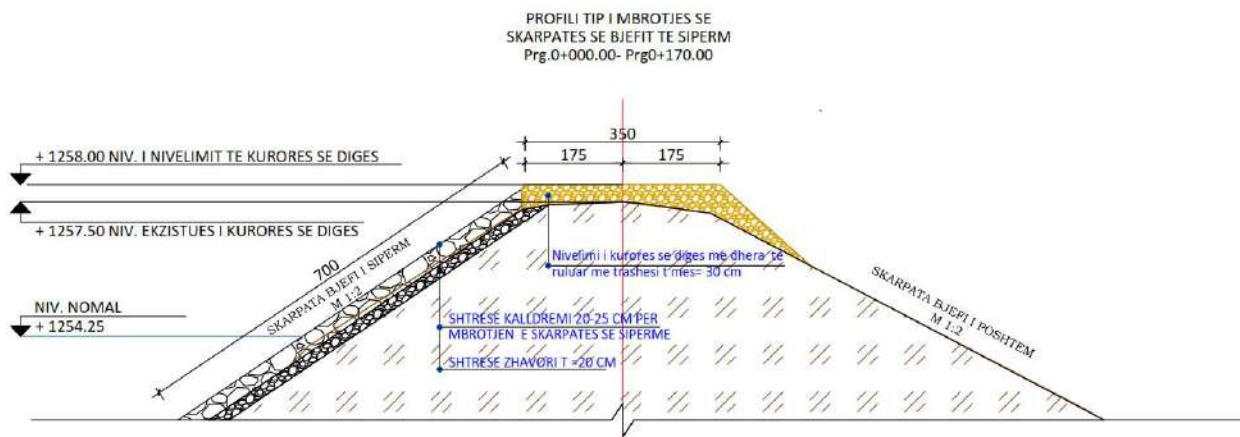 PROFILI TIP I MBROTJES SE
SKARPATES SE BJEFIT TE SIPERM
Prg.0+000.00- Prg0+170.00
350
175
175
+ 1258.00 NIV. I NIVELIMIT TE KURORES SE DIGES
+ 1257.50 NIV. EKZISTUES I KURORES SE DIGES
700
SKARPATA BJEFI I SIPERM
M 1:2
Nivelimi i kurores se diges me dhera te
ruluar me trashesi t'mes= 30 cm
NIV. NOMAL
+ 1254.25
SKARPATA BJEFI I POSHTEM
M 1:2
SHTRESE KALLDREMI 20-25 CM PER
MBROTJEN E SKARPATES SE SIPERME
SHTRESE ZHAVORI T =20 CM